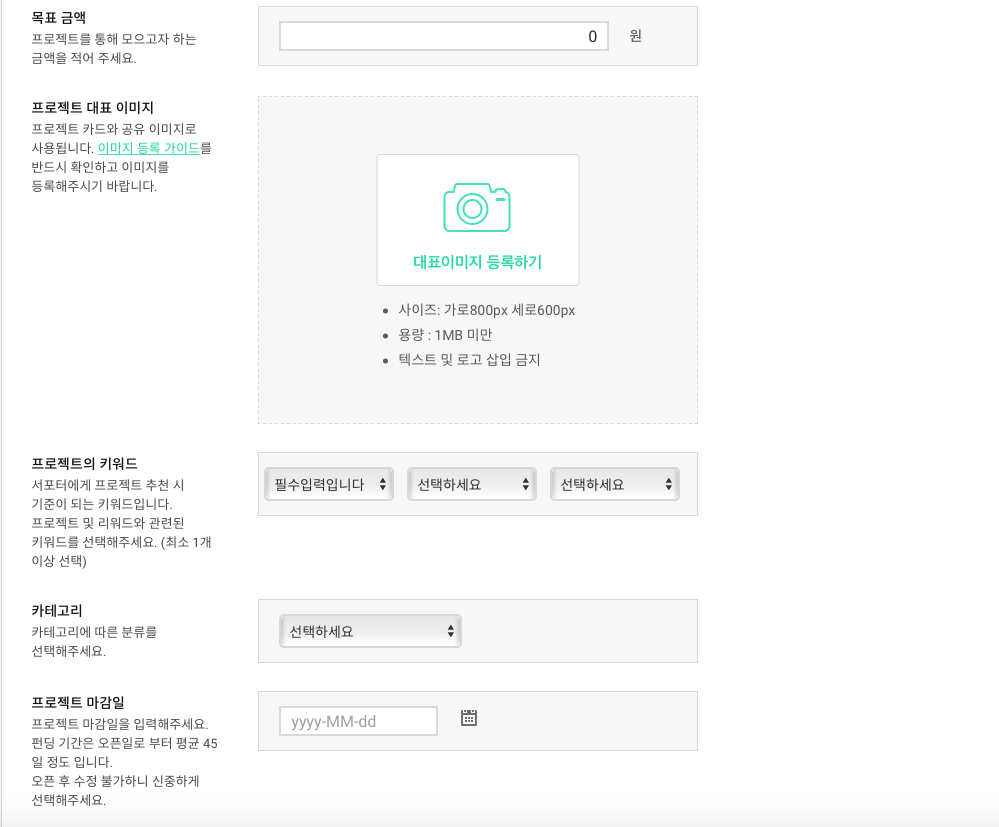 목표 금액
프로젝트를 통해 모으고자 하는
금액을 적어 주세요.
0 원
프로젝트 대표 이미지
프로젝트 카드와 공유 이미지로
사용됩니다. 이미지 등록 가이드를
반드시 확인하고 이미지를
등록해주시기 바랍니다.
대표이미지 등록하기
• 사이즈: 가로800px 세로600px
• 용량 : 1MB 미만
• 텍스트 및 로고 삽입 금지
프로젝트의 키워드
서포터에게 프로젝트 추천 시
기준이 되는 키워드입니다.
프로젝트 및 리워드와 관련된
키워드를 선택해주세요. (최소 1개
이상 선택)
필수입력입니다 선택하세요 선택하세요
카테고리
카테고리에 따른 분류를
선택해주세요.
선택하세요
프로젝트 마감일
프로젝트 마감일을 입력해주세요.
펀딩 기간은 오픈일로 부터 평균 45
일 정도 입니다.
오픈 후 수정 불가하니 신중하게
선택해주세요.
yyyy-MM-dd